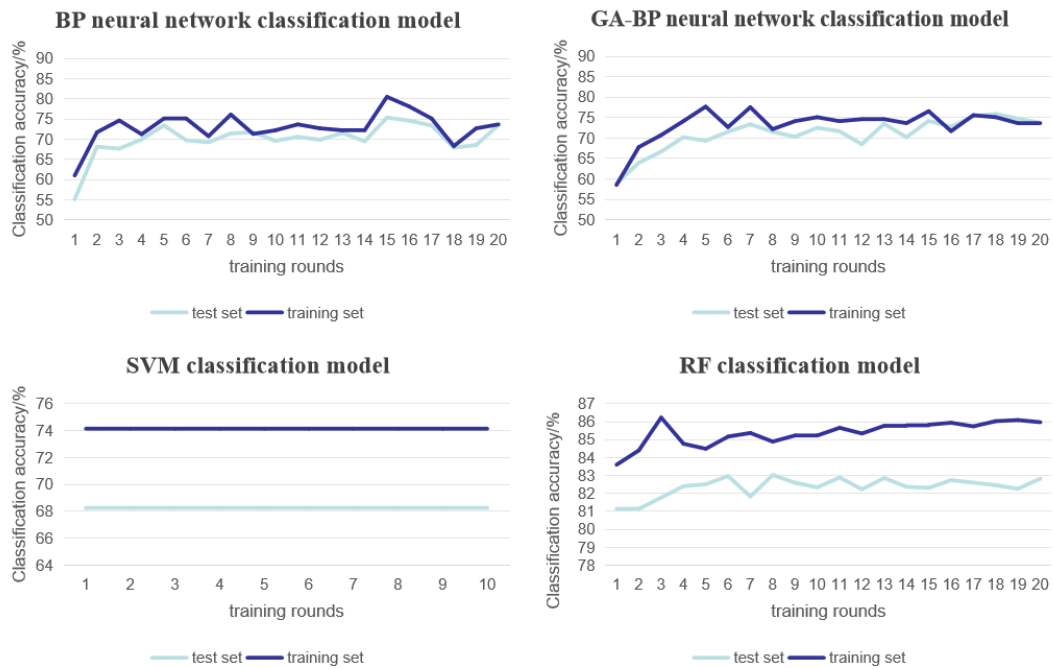 BP neural network classification model
Classification accuracy/%
90
85
80
75
70
65
60
55
50
1 2 3 4 5 6 7 8 9 10 11 12 13 14 15 16 17 18 19 20
training rounds
test set training set
GA-BP neural network classification model
Classification accuracy/%
90
85
80
75
70
65
60
55
50
1 2 3 4 5 6 7 8 9 10 11 12 13 14 15 16 17 18 19 20
training rounds
test set training set
SVM classification model
Classification accuracy/%
76
74
72
70
68
66
64
1 2 3 4 5 6 7 8 9 10
training rounds
test set training set
RF classification model
Classification accuracy/%
87
86
85
84
83
82
81
80
79
78
1 2 3 4 5 6 7 8 9 10 11 12 13 14 15 16 17 18 19 20
training rounds
test set training set